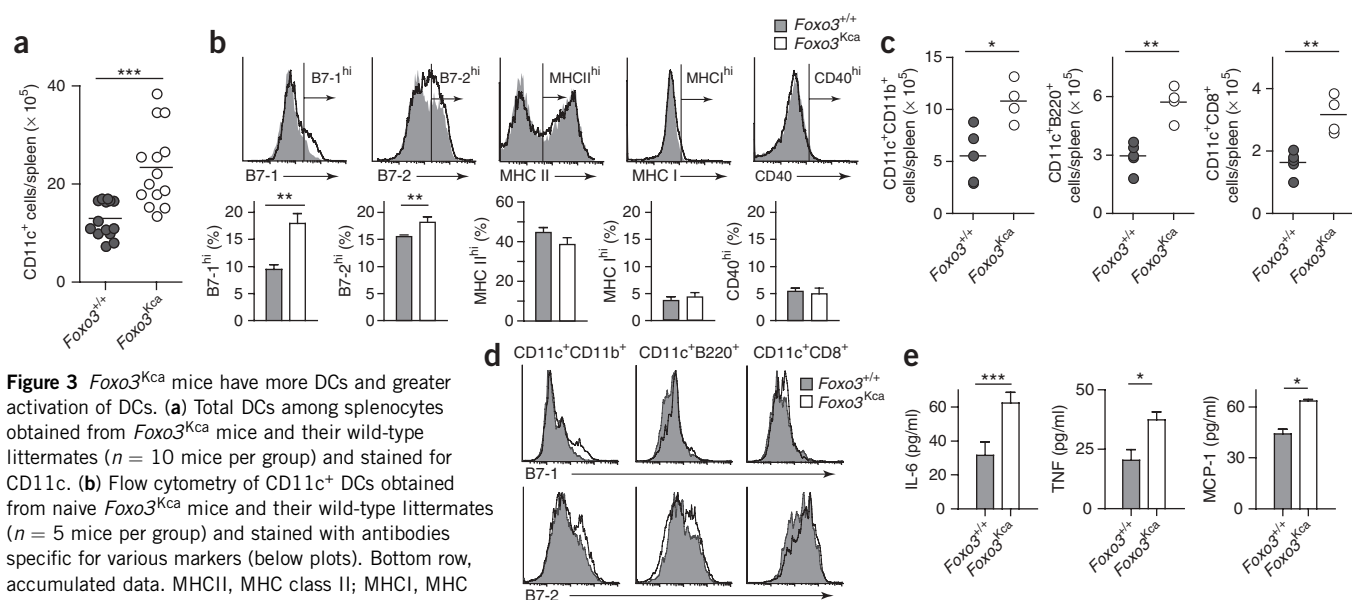 a
***
40
20
0
CD11c⁺ cells/spleen (× 10⁵)
Foxo3⁺/⁺
Foxo3ᴷᶜᵃ
b
Foxo3⁺/⁺
Foxo3ᴷᶜᵃ
B7-1ʰⁱ
B7-2ʰⁱ
MHCIIʰⁱ
MHCIʰⁱ
CD40ʰⁱ
B7-1
B7-2
MHC II
MHC I
CD40
**
20
15
10
5
0
B7-1ʰⁱ (%)
**
20
15
10
5
0
B7-2ʰⁱ (%)
60
40
20
0
MHC IIʰⁱ (%)
20
15
10
5
0
MHC Iʰⁱ (%)
20
15
10
5
0
CD40ʰⁱ (%)
c
*
15
10
5
0
CD11c⁺CD11b⁺
cells/spleen (× 10⁵)
Foxo3⁺/⁺
Foxo3ᴷᶜᵃ
**
6
3
0
CD11c⁺B220⁺
cells/spleen (× 10⁵)
Foxo3⁺/⁺
Foxo3ᴷᶜᵃ
**
4
2
0
CD11c⁺CD8⁺
cells/spleen (× 10⁵)
Foxo3⁺/⁺
Foxo3ᴷᶜᵃ
Figure 3 Foxo3ᴷᶜᵃ mice have more DCs and greater
activation of DCs. (a) Total DCs among splenocytes
obtained from Foxo3ᴷᶜᵃ mice and their wild-type
littermates (n = 10 mice per group) and stained for
CD11c. (b) Flow cytometry of CD11c⁺ DCs obtained
from naive Foxo3ᴷᶜᵃ mice and their wild-type littermates
(n = 5 mice per group) and stained with antibodies
specific for various markers (below plots). Bottom row,
accumulated data. MHCII, MHC class II; MHCI, MHC
d
CD11c⁺CD11b⁺ CD11c⁺B220⁺ CD11c⁺CD8⁺
Foxo3⁺/⁺
Foxo3ᴷᶜᵃ
B7-1
B7-2
e
***
60
40
20
0
IL-6 (pg/ml)
Foxo3⁺/⁺
Foxo3ᴷᶜᵃ
*
50
25
0
TNF (pg/ml)
Foxo3⁺/⁺
Foxo3ᴷᶜᵃ
*
60
30
0
MCP-1 (pg/ml)
Foxo3⁺/⁺
Foxo3ᴷᶜᵃ